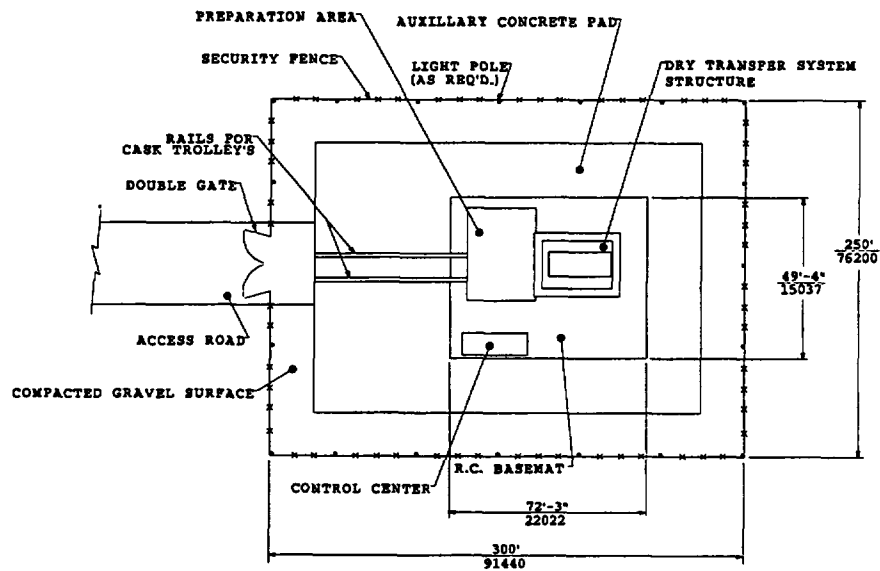 PREPARATION AREA
AUXILLARY CONCRETE PAD
SECURITY FENCE
LIGHT POLE
(AS REQ'D.)
DRY TRANSFER SYSTEM
STRUCTURE
RAILS FOR
CASK TROLLEY'S
DOUBLE GATE
250'
76200
49'-4"
15037
ACCESS ROAD
COMPACTED GRAVEL SURFACE
R.C. BASEMAT
CONTROL CENTER
72'-3"
22022
300'
91440